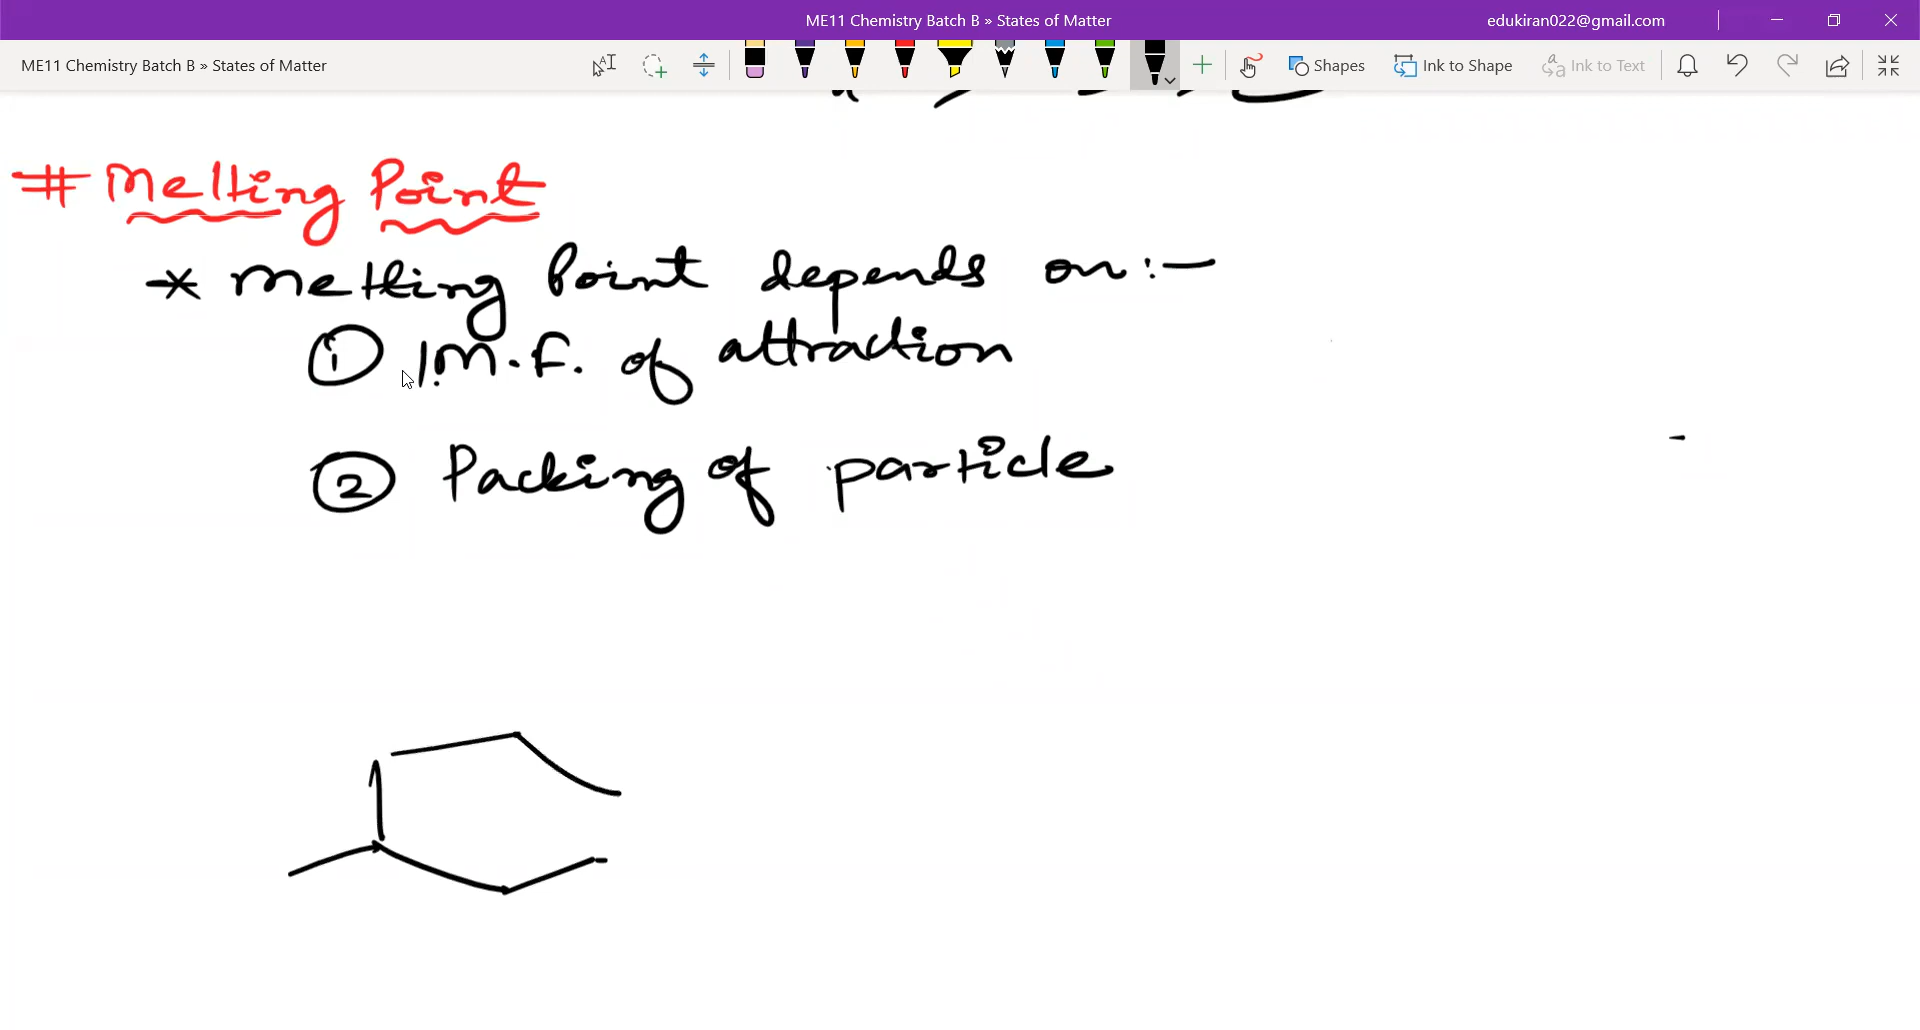 ME11 Chemistry Batch B » States of Matter
edukiran022@gmail.com
ME11 Chemistry Batch B » States of Matter
Shapes
Ink to Shape
Ink to Text
# Melting Point
* Melting Point depends on :-
① I.M.F. of attraction
② Packing of particle